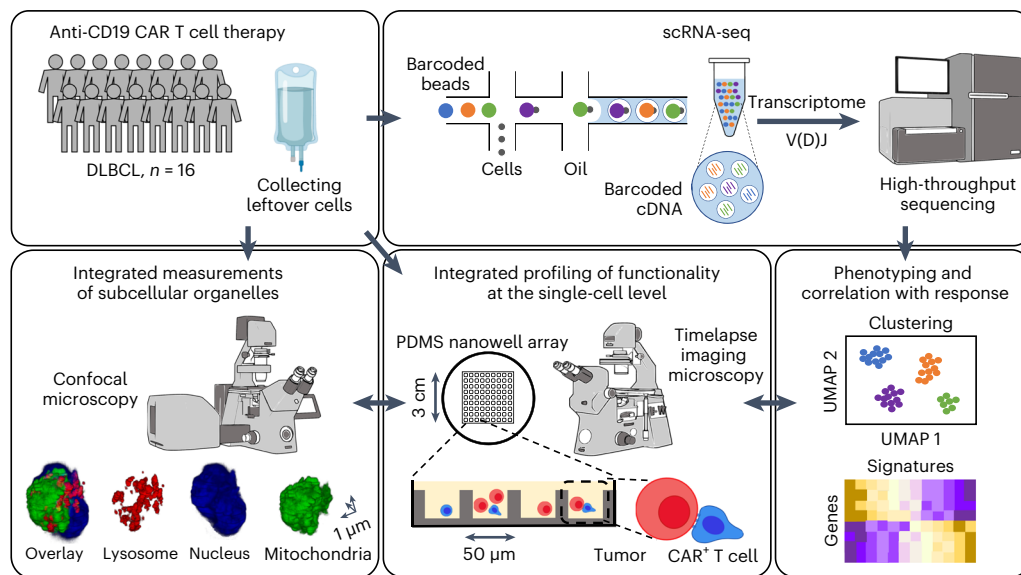 Anti-CD19 CAR T cell therapy
DLBCL, n = 16
Collecting
leftover cells
scRNA-seq
Barcoded
beads
Cells
Oil
Barcoded
cDNA
Transcriptome
V(D)J
High-throughput
sequencing
Integrated measurements
of subcellular organelles
Confocal
microscopy
Overlay
Lysosome
Nucleus
Mitochondria
1 µm
Integrated profiling of functionality
at the single-cell level
PDMS nanowell array
3 cm
Timelapse
imaging
microscopy
50 µm
Tumor
CAR⁺ T cell
Phenotyping and
correlation with response
Clustering
UMAP 2
UMAP 1
Signatures
Genes